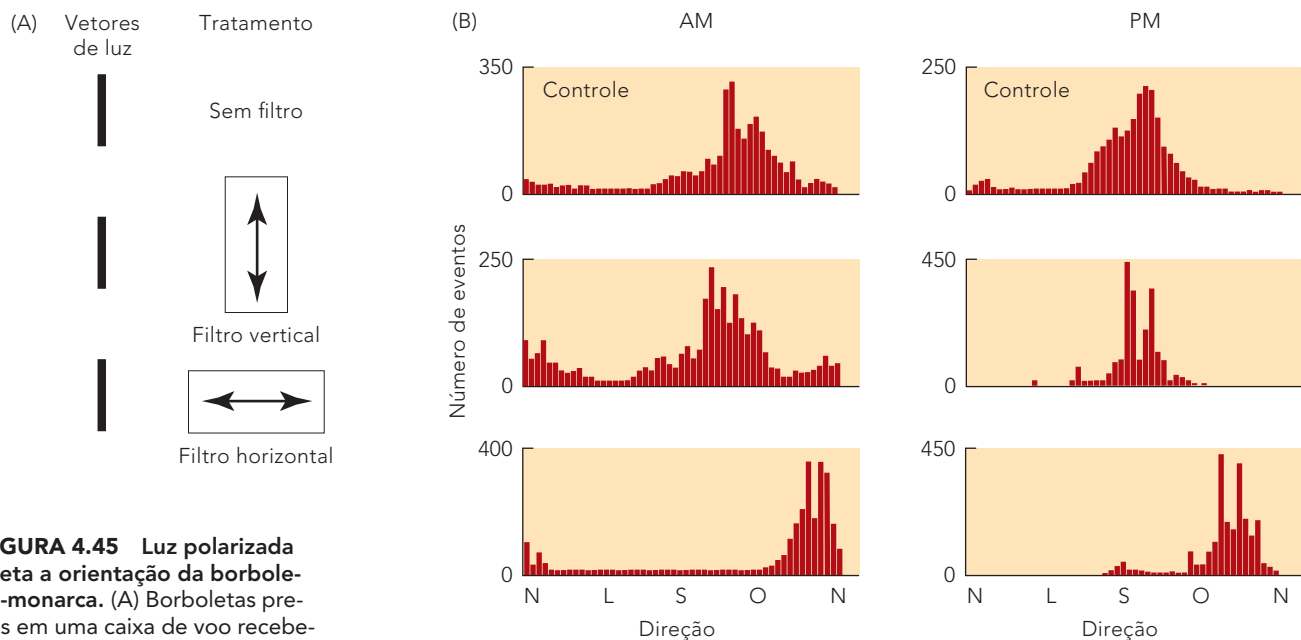 (A)
Vetores
de luz
Tratamento
Sem filtro
Filtro vertical
Filtro horizontal
GURA 4.45 Luz polarizada
eta a orientação da borbole-
-monarca. (A) Borboletas pre-
s em uma caixa de voo recebe-
(B)
AM
PM
350
Controle
0
250
Controle
0
Número de eventos
250
0
450
0
400
0
N L S O N
Direção
450
0
N L S O N
Direção